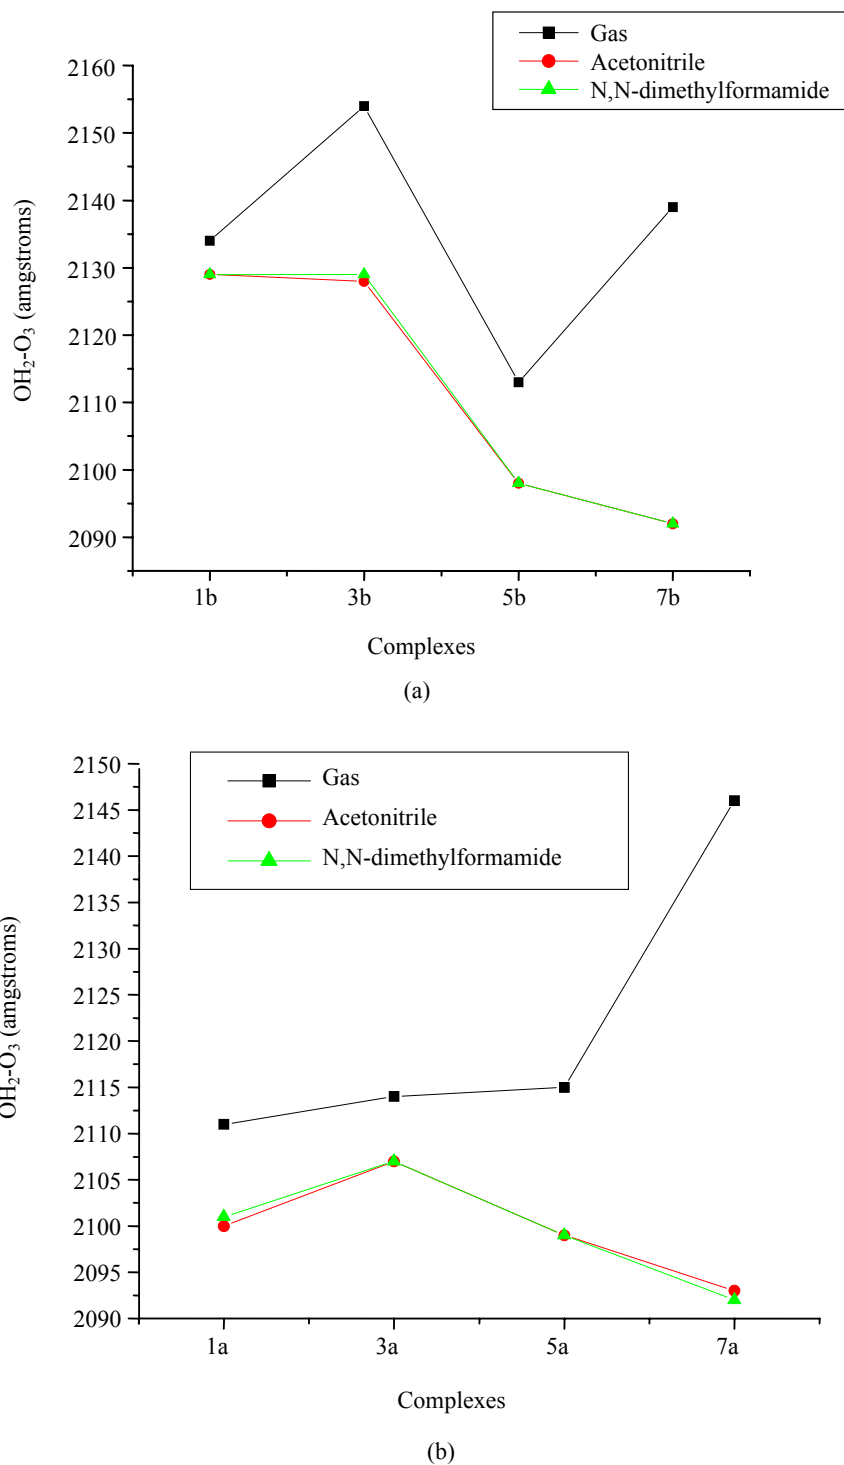 Gas
Acetonitrile
N,N-dimethylformamide
2160
2150
2140
2130
2120
2110
2100
2090
OH₂-O₃ (amgstroms)
1b 3b 5b 7b
Complexes
(a)
Gas
Acetonitrile
N,N-dimethylformamide
2150
2145
2140
2135
2130
2125
2120
2115
2110
2105
2100
2095
2090
OH₂-O₃ (amgstroms)
1a 3a 5a 7a
Complexes
(b)